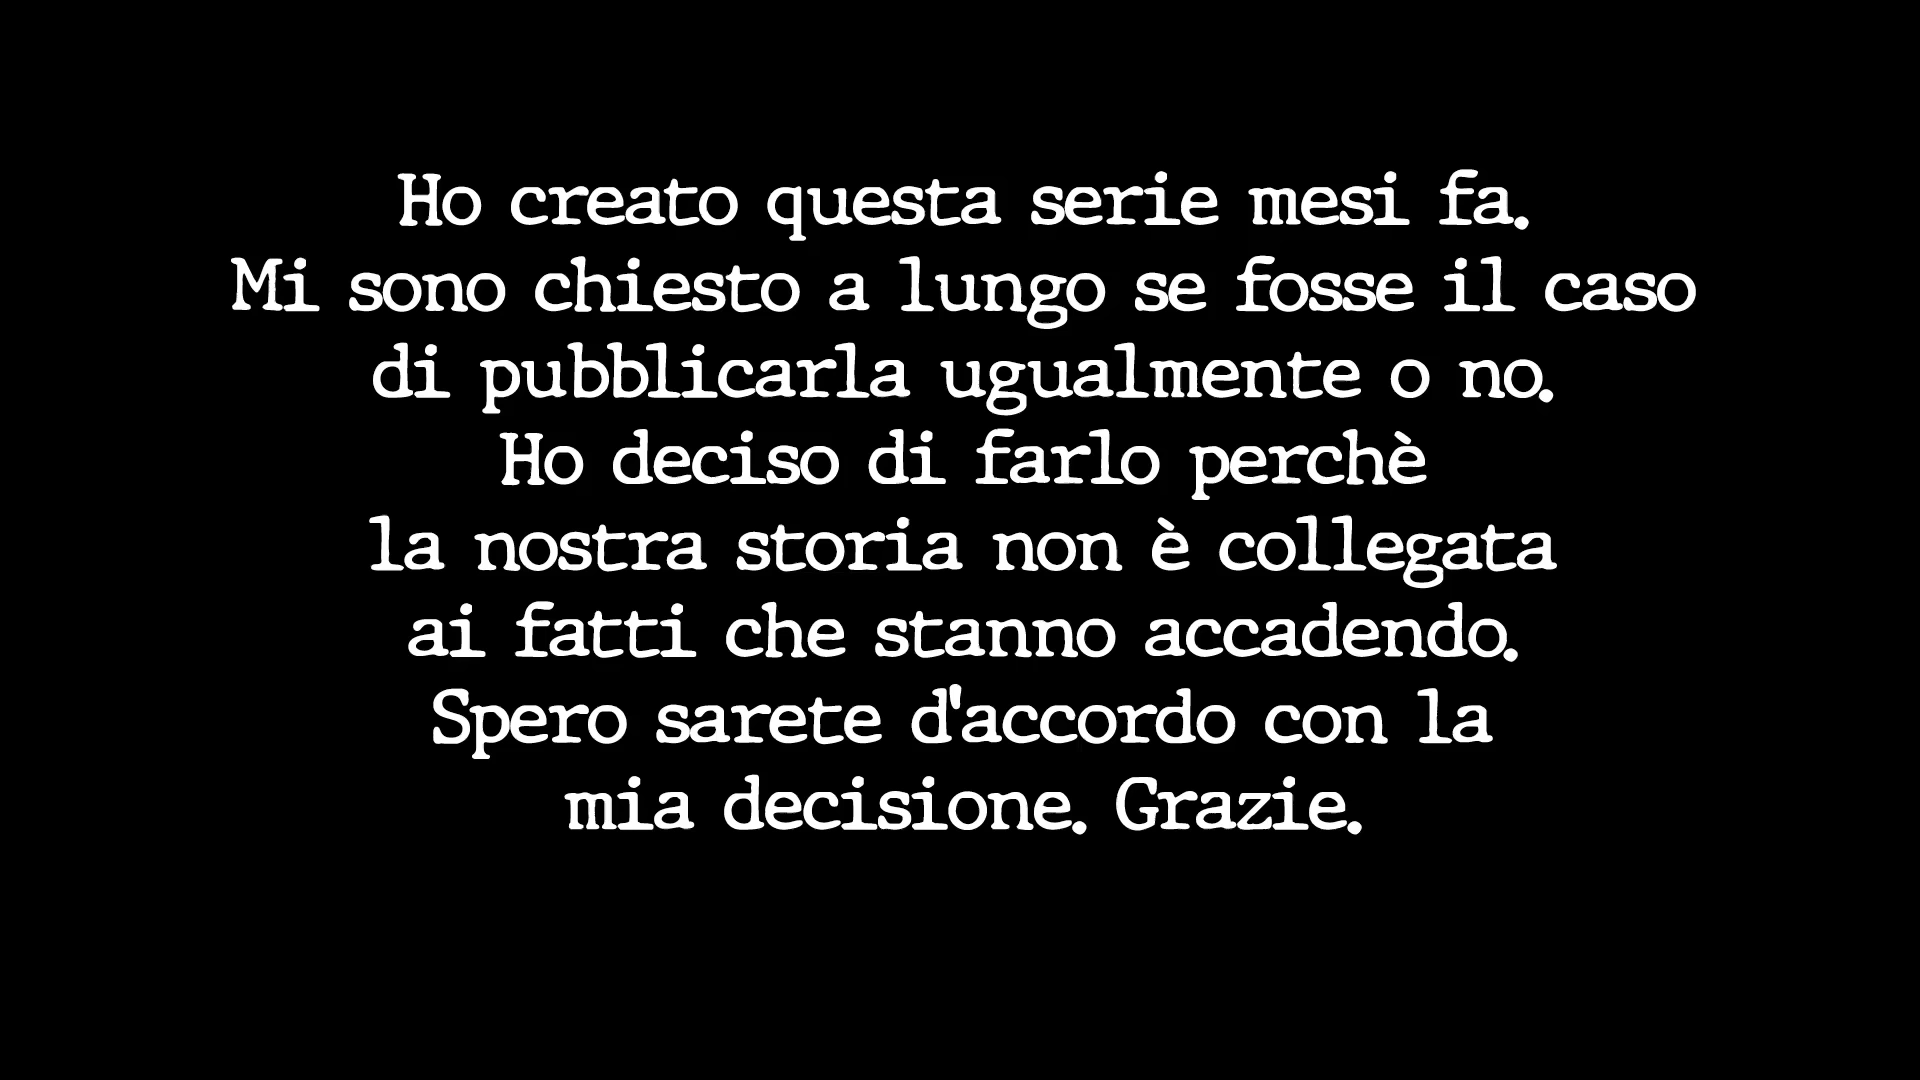 Ho creato questa serie mesi fa.
Mi sono chiesto a lungo se fosse il caso
di pubblicarla ugualmente o no.
Ho deciso di farlo perchè
la nostra storia non è collegata
ai fatti che stanno accadendo.
Spero sarete d'accordo con la
mia decisione. Grazie.